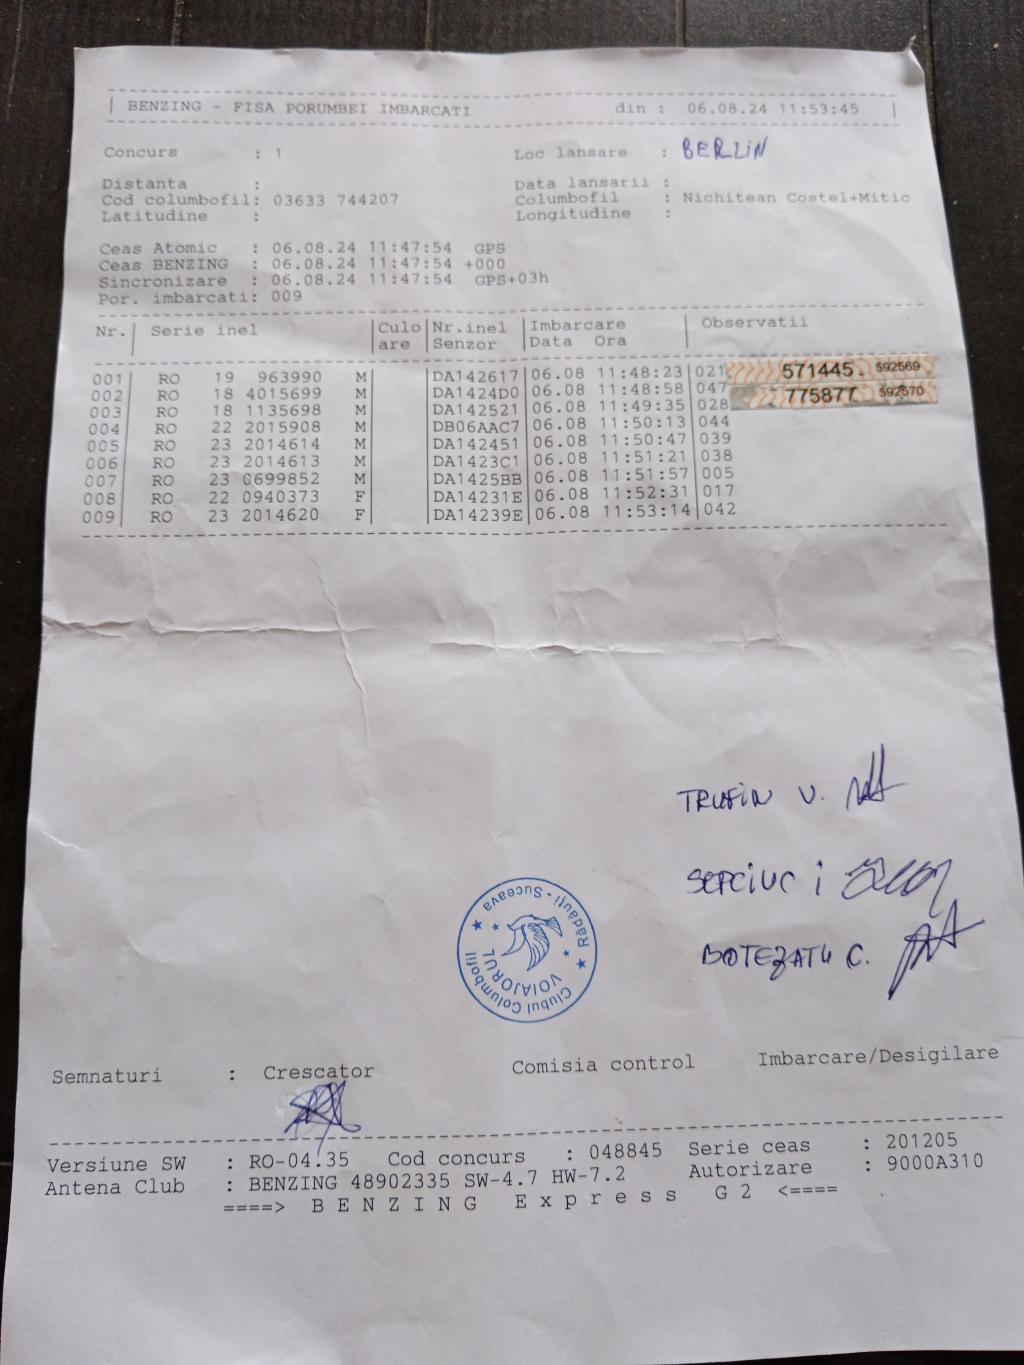 BENZING - FISA PORUMBEI IMBARCATI din : 06.08.24 11:53:45
Concurs : 1 Loc lansare : BERLIN
Distanta : Data lansarii :
Cod columbofil: 03633 744207 Columbofil : Nichitean Costel+Mitic
Latitudine : Longitudine :
Ceas Atomic : 06.08.24 11:47:54 GPS
Ceas BENZING : 06.08.24 11:47:54 +000
Sincronizare : 06.08.24 11:47:54 GPS+03h
Por. imbarcati: 009
Nr. Serie inel Culo Nr.inel Imbarcare Observatii
are Senzor Data Ora
001 RO 19 963990 M DA142617 06.08 11:48:23 021 571445. 592569
002 RO 18 4015699 M DA1424D0 06.08 11:48:58 047 775877 592570
003 RO 18 1135698 M DA142521 06.08 11:49:35 028
004 RO 22 2015908 M DB06AAC7 06.08 11:50:13 044
005 RO 23 2014614 M DA142451 06.08 11:50:47 039
006 RO 23 2014613 M DA1423C1 06.08 11:51:21 038
007 RO 23 0699852 M DA1425BB 06.08 11:51:57 005
008 RO 22 0940373 F DA14231E 06.08 11:52:31 017
009 RO 23 2014620 F DA14239E 06.08 11:53:14 042
TRUFIN V.
SEPCIUC I
BOTEZATU C.
Clubul Columbofil
VOIAJORUL
Rădăuți - Suceava
Semnaturi : Crescator Comisia control Imbarcare/Desigilare
Versiune SW : RO-04.35 Cod concurs : 048845 Serie ceas : 201205
Antena Club : BENZING 48902335 SW-4.7 HW-7.2 Autorizare : 9000A310
====> B E N Z I N G E x p r e s s G 2 <====